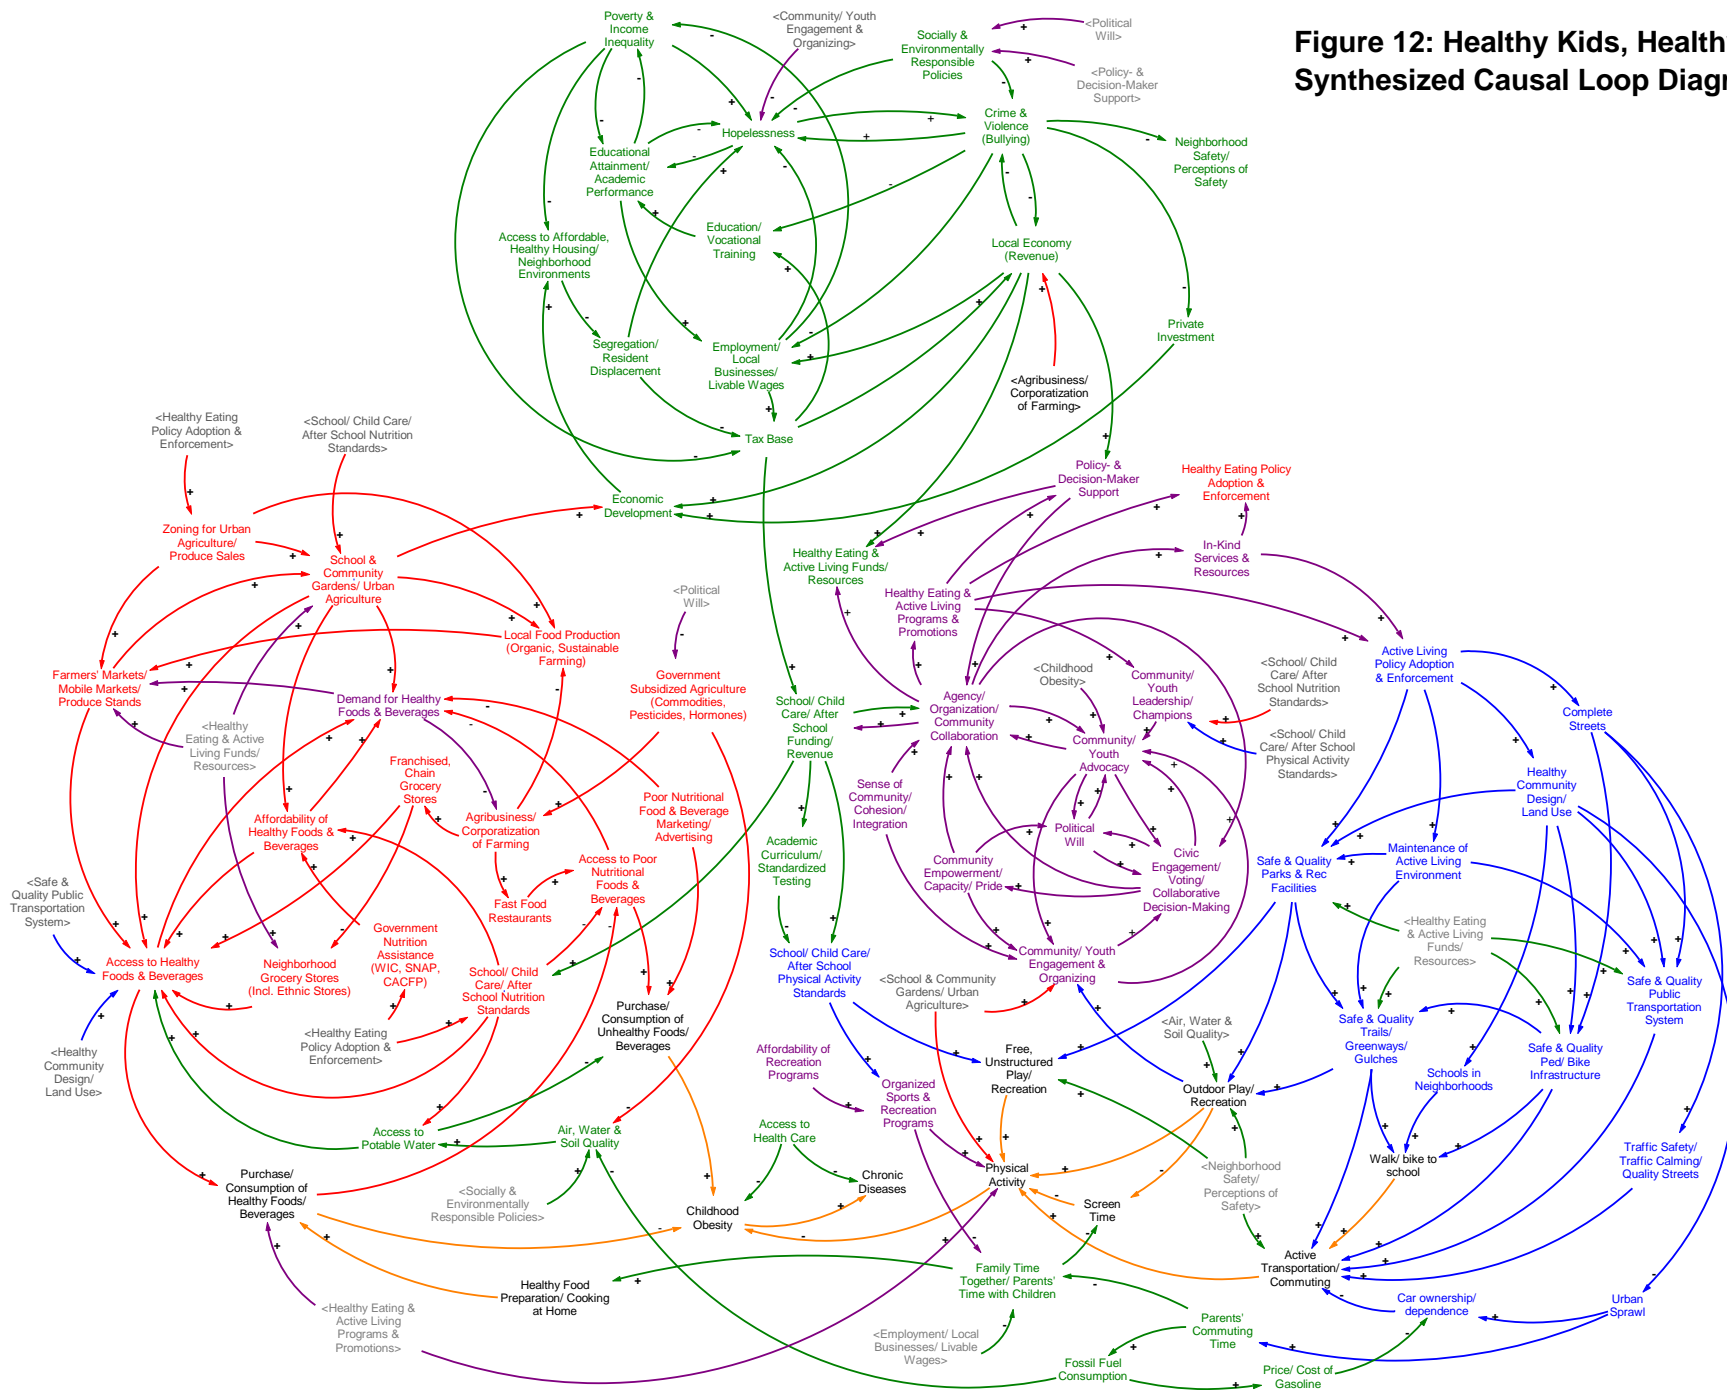 Figure 12: Healthy Kids, Health
Synthesized Causal Loop Diagr
Poverty &
Income
Inequality
<Community/ Youth
Engagement &
Organizing>
Socially &
Environmentally
Responsible
Policies
<Political
Will>
<Policy- &
Decision-Maker
Support>
Hopelessness
Crime &
Violence
(Bullying)
Neighborhood
Safety/
Perceptions of
Safety
Educational
Attainment/
Academic
Performance
Access to Affordable,
Healthy Housing/
Neighborhood
Environments
Education/
Vocational
Training
Local Economy
(Revenue)
Segregation/
Resident
Displacement
Employment/
Local
Businesses/
Livable Wages
Private
Investment
<Agribusiness/
Corporatization
of Farming>
Tax Base
<Healthy Eating
Policy Adoption &
Enforcement>
<School/ Child Care/
After School Nutrition
Standards>
Economic
Development
Policy- &
Decision-Maker
Support
Healthy Eating Policy
Adoption &
Enforcement
Zoning for Urban
Agriculture/
Produce Sales
School &
Community
Gardens/ Urban
Agriculture
Healthy Eating &
Active Living Funds/
Resources
In-Kind
Services &
Resources
<Political
Will>
Healthy Eating &
Active Living
Programs &
Promotions
Local Food Production
(Organic, Sustainable
Farming)
Farmers' Markets/
Mobile Markets/
Produce Stands
Demand for Healthy
Foods & Beverages
Government
Subsidized Agriculture
(Commodities,
Pesticides, Hormones)
School/ Child
Care/ After
School
Funding/
Revenue
Agency/
Organization/
Community
Collaboration
<Childhood
Obesity>
Community/
Youth
Leadership/
Champions
<School/ Child
Care/ After
School Nutrition
Standards>
Active Living
Policy Adoption
& Enforcement
Complete
Streets
<Healthy
Eating & Active
Living Funds/
Resources>
Franchised,
Chain
Grocery
Stores
Community/
Youth
Advocacy
<School/ Child
Care/ After School
Physical Activity
Standards>
Healthy
Community
Design/
Land Use
Sense of
Community/
Cohesion/
Integration
Affordability of
Healthy Foods &
Beverages
Agribusiness/
Corporatization
of Farming
Poor Nutritional
Food & Beverage
Marketing/
Advertising
Academic
Curriculum/
Standardized
Testing
Political
Will
Community
Empowerment/
Capacity/ Pride
Civic
Engagement/
Voting/
Collaborative
Decision-Making
Safe & Quality
Parks & Rec
Facilities
Maintenance of
Active Living
Environment
<Safe &
Quality Public
Transportation
System>
Access to Poor
Nutritional
Foods &
Beverages
Fast Food
Restaurants
Government
Nutrition
Assistance
(WIC, SNAP,
CACFP)
<Healthy Eating
& Active Living
Funds/
Resources>
Access to Healthy
Foods & Beverages
Neighborhood
Grocery Stores
(Incl. Ethnic Stores)
School/ Child
Care/ After
School Nutrition
Standards
School/ Child Care/
After School
Physical Activity
Standards
Community/ Youth
Engagement &
Organizing
<School & Community
Gardens/ Urban
Agriculture>
Safe & Quality
Public
Transportation
System
Purchase/
Consumption of
Unhealthy Foods/
Beverages
<Healthy Eating
Policy Adoption &
Enforcement>
<Healthy
Community
Design/
Land Use>
<Air, Water &
Soil Quality>
Safe & Quality
Trails/
Greenways/
Gulches
Safe & Quality
Ped/ Bike
Infrastructure
Affordability of
Recreation
Programs
Free,
Unstructured
Play/
Recreation
Schools in
Neighborhoods
Organized
Sports &
Recreation
Programs
Outdoor Play/
Recreation
Access to
Potable Water
Air, Water &
Soil Quality
Access to
Health Care
Traffic Safety/
Traffic Calming/
Quality Streets
Walk/ bike to
school
Purchase/
Consumption of
Healthy Foods/
Beverages
<Socially &
Environmentally
Responsible Policies>
Chronic
Diseases
Physical
Activity
<Neighborhood
Safety/
Perceptions of
Safety>
Childhood
Obesity
Screen
Time
Active
Transportation/
Commuting
Healthy Food
Preparation/ Cooking
at Home
Family Time
Together/ Parents'
Time with Children
Car ownership/
dependence
Urban
Sprawl
<Healthy Eating &
Active Living
Programs &
Promotions>
<Employment/ Local
Businesses/ Livable
Wages>
Parents'
Commuting
Time
Fossil Fuel
Consumption
Price/ Cost of
Gasoline